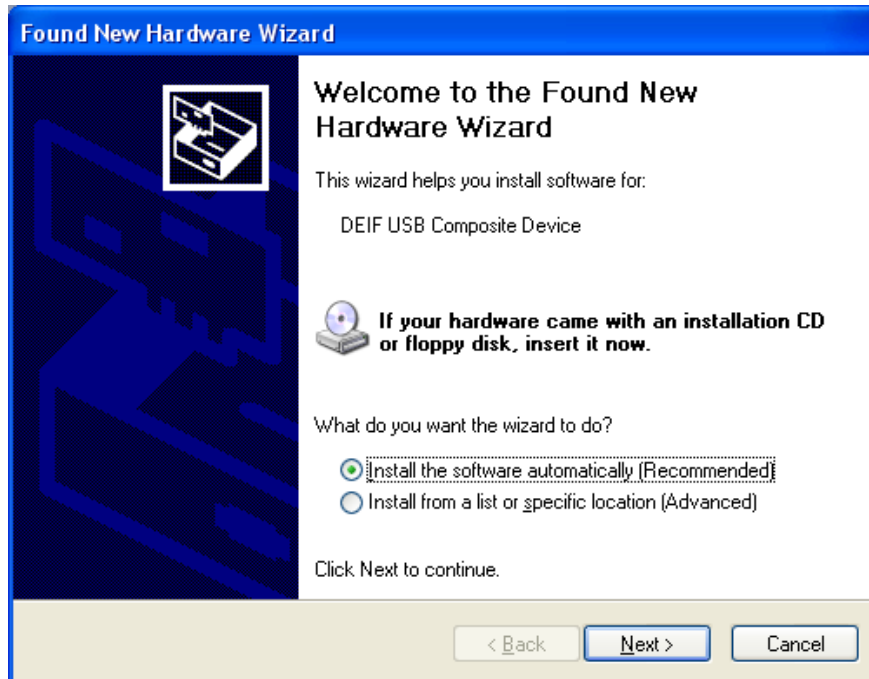 Found New Hardware Wizard
Welcome to the Found New
Hardware Wizard
This wizard helps you install software for:
DEIF USB Composite Device
If your hardware came with an installation CD
or floppy disk, insert it now.
What do you want the wizard to do?
Install the software automatically (Recommended)
Install from a list or specific location (Advanced)
Click Next to continue.
< Back Next > Cancel